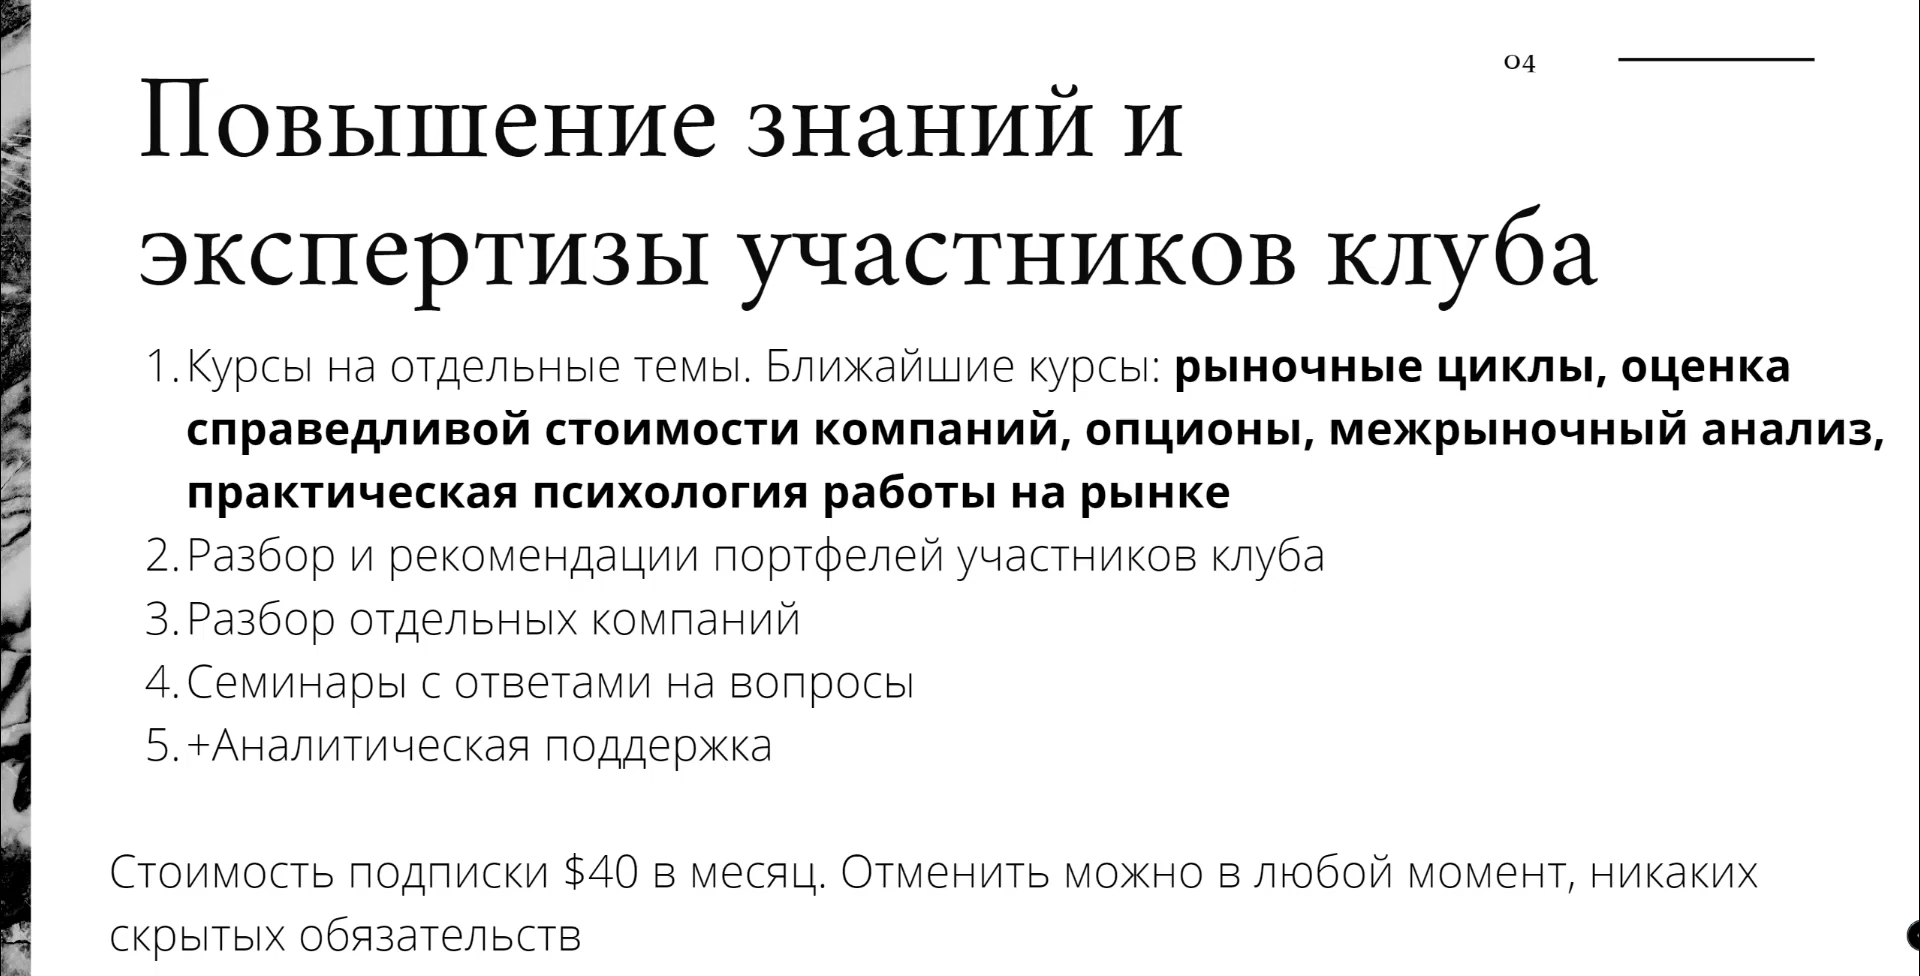 04
Повышение знаний и
экспертизы участников клуба
1. Курсы на отдельные темы. Ближайшие курсы: рыночные циклы, оценка
справедливой стоимости компаний, опционы, межрыночный анализ,
практическая психология работы на рынке
2. Разбор и рекомендации портфелей участников клуба
3. Разбор отдельных компаний
4. Семинары с ответами на вопросы
5. +Аналитическая поддержка
Стоимость подписки $40 в месяц. Отменить можно в любой момент, никаких
скрытых обязательств